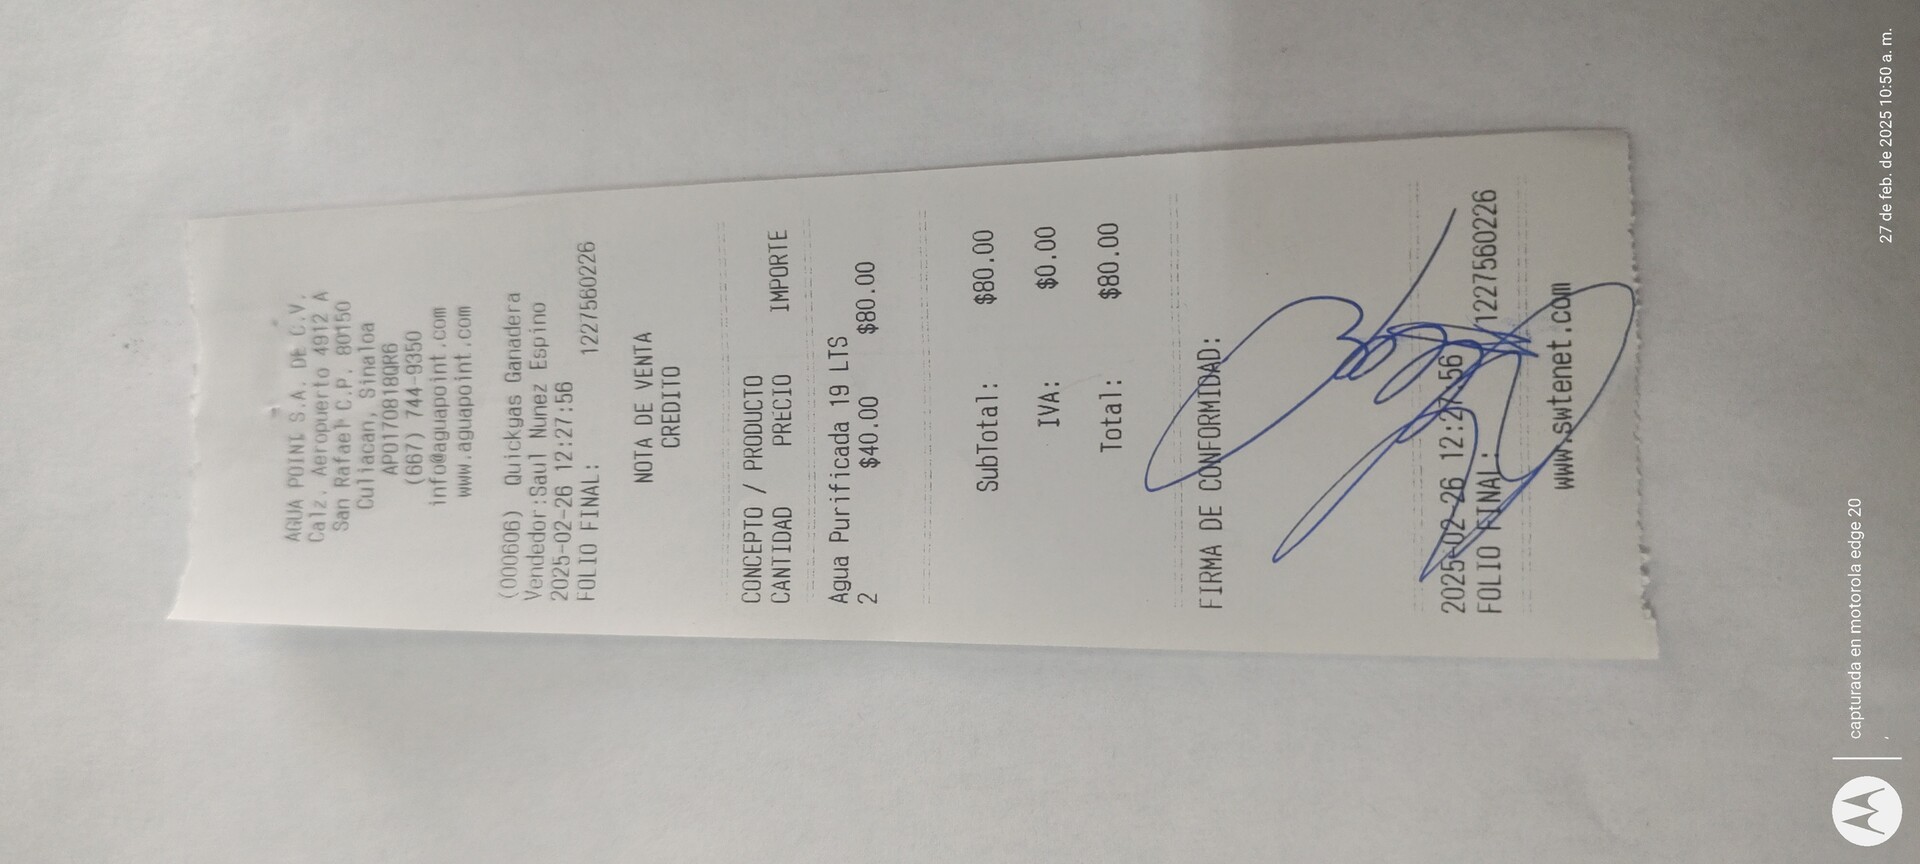 AGUA POINT S.A. DE C.V.
Calz. Aeropuerto 4912 A
San Rafael C.P. 80150
Culiacan, Sinaloa
APO170818QR6
(667) 744-9350
info@aguapoint.com
www.aguapoint.com
(000606) Quickgas Ganadera
Vendedor:Saul Nunez Espino
2025-02-26 12:27:56
FOLIO FINAL: 1227560226
NOTA DE VENTA
CREDITO
CONCEPTO / PRODUCTO
CANTIDAD PRECIO IMPORTE
Agua Purificada 19 LTS
2 $40.00 $80.00
SubTotal: $80.00
IVA: $0.00
Total: $80.00
FIRMA DE CONFORMIDAD:
2025-02-26 12:27:56
FOLIO FINAL: 1227560226
www.swtenet.com
capturada en motorola edge 20
27 de feb. de 2025 10:50 a. m.